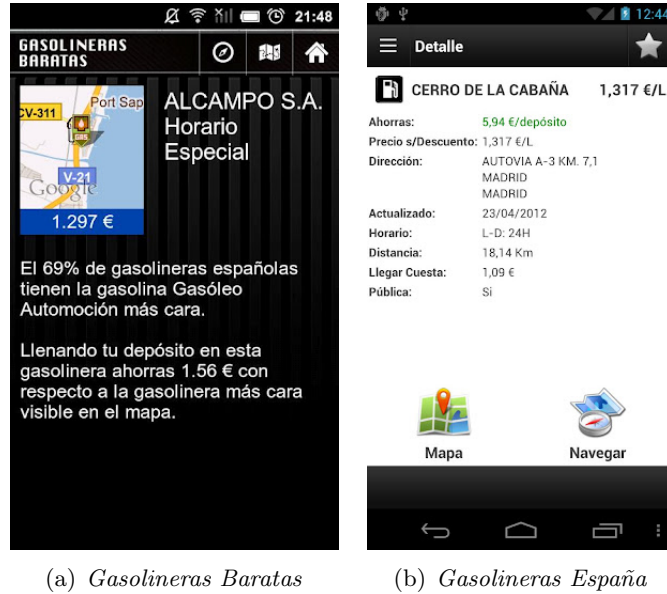 21:48
GASOLINERAS
BARATAS
CV-311
Port Sap
V-21
Google
1.297 €
ALCAMPO S.A.
Horario
Especial
El 69% de gasolineras españolas
tienen la gasolina Gasóleo
Automoción más cara.
Llenando tu depósito en esta
gasolinera ahorras 1.56 € con
respecto a la gasolinera más cara
visible en el mapa.
(a) Gasolineras Baratas
12:44
Detalle
CERRO DE LA CABAÑA 1,317 €/L
Ahorras: 5,94 €/depósito
Precio s/Descuento: 1,317 €/L
Dirección: AUTOVIA A-3 KM. 7,1
MADRID
MADRID
Actualizado: 23/04/2012
Horario: L-D: 24H
Distancia: 18,14 Km
Llegar Cuesta: 1,09 €
Pública: Si
Mapa Navegar
(b) Gasolineras España